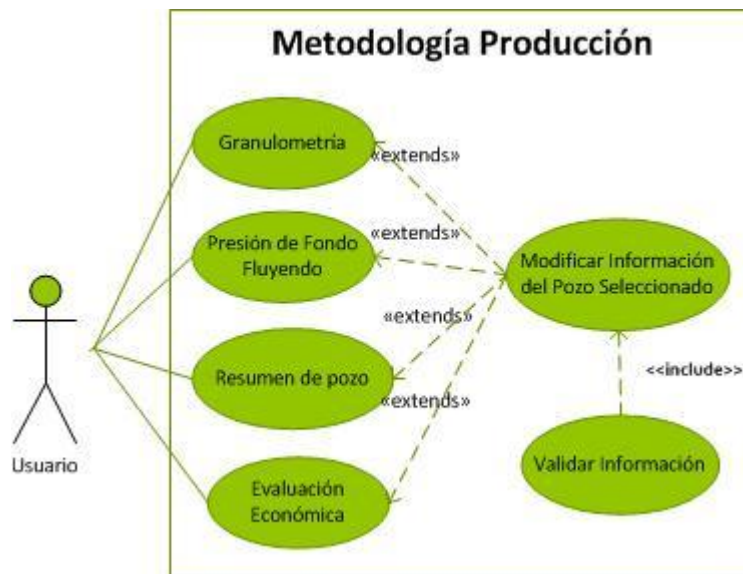 Metodología Producción
Granulometría
«extends»
Presión de Fondo
Fluyendo
«extends»
Modificar Información
del Pozo Seleccionado
«extends»
Resumen de pozo
<<include>>
«extends»
Usuario
Validar Información
Evaluación
Económica